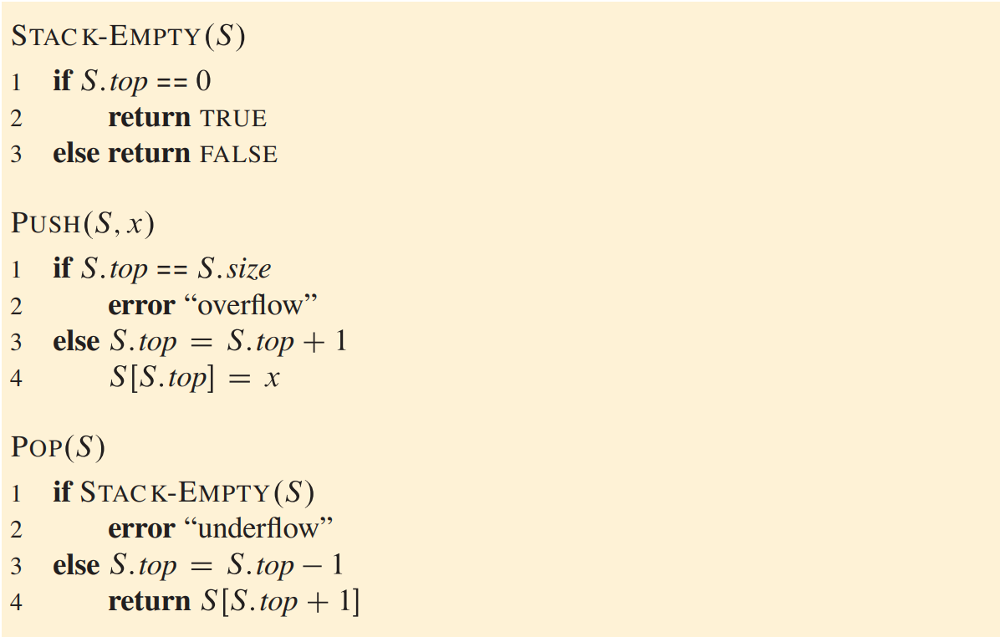 STACK-EMPTY(S)
1 if S.top == 0
2 return TRUE
3 else return FALSE
PUSH(S, x)
1 if S.top == S.size
2 error “overflow”
3 else S.top = S.top + 1
4 S[S.top] = x
POP(S)
1 if STACK-EMPTY(S)
2 error “underflow”
3 else S.top = S.top − 1
4 return S[S.top + 1]